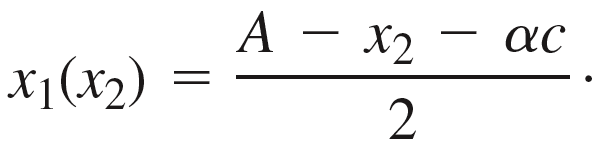 x₁(x₂) = (A − x₂ − αc) / 2.